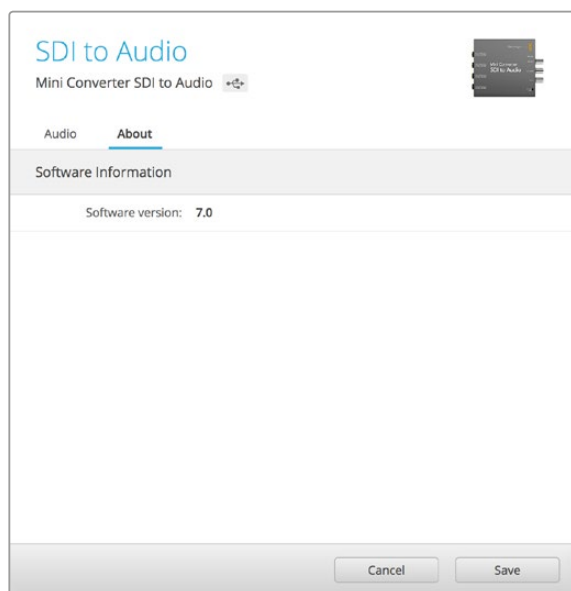 SDI to Audio
Mini Converter SDI to Audio
Audio About
Software Information
Software version: 7.0
Cancel Save